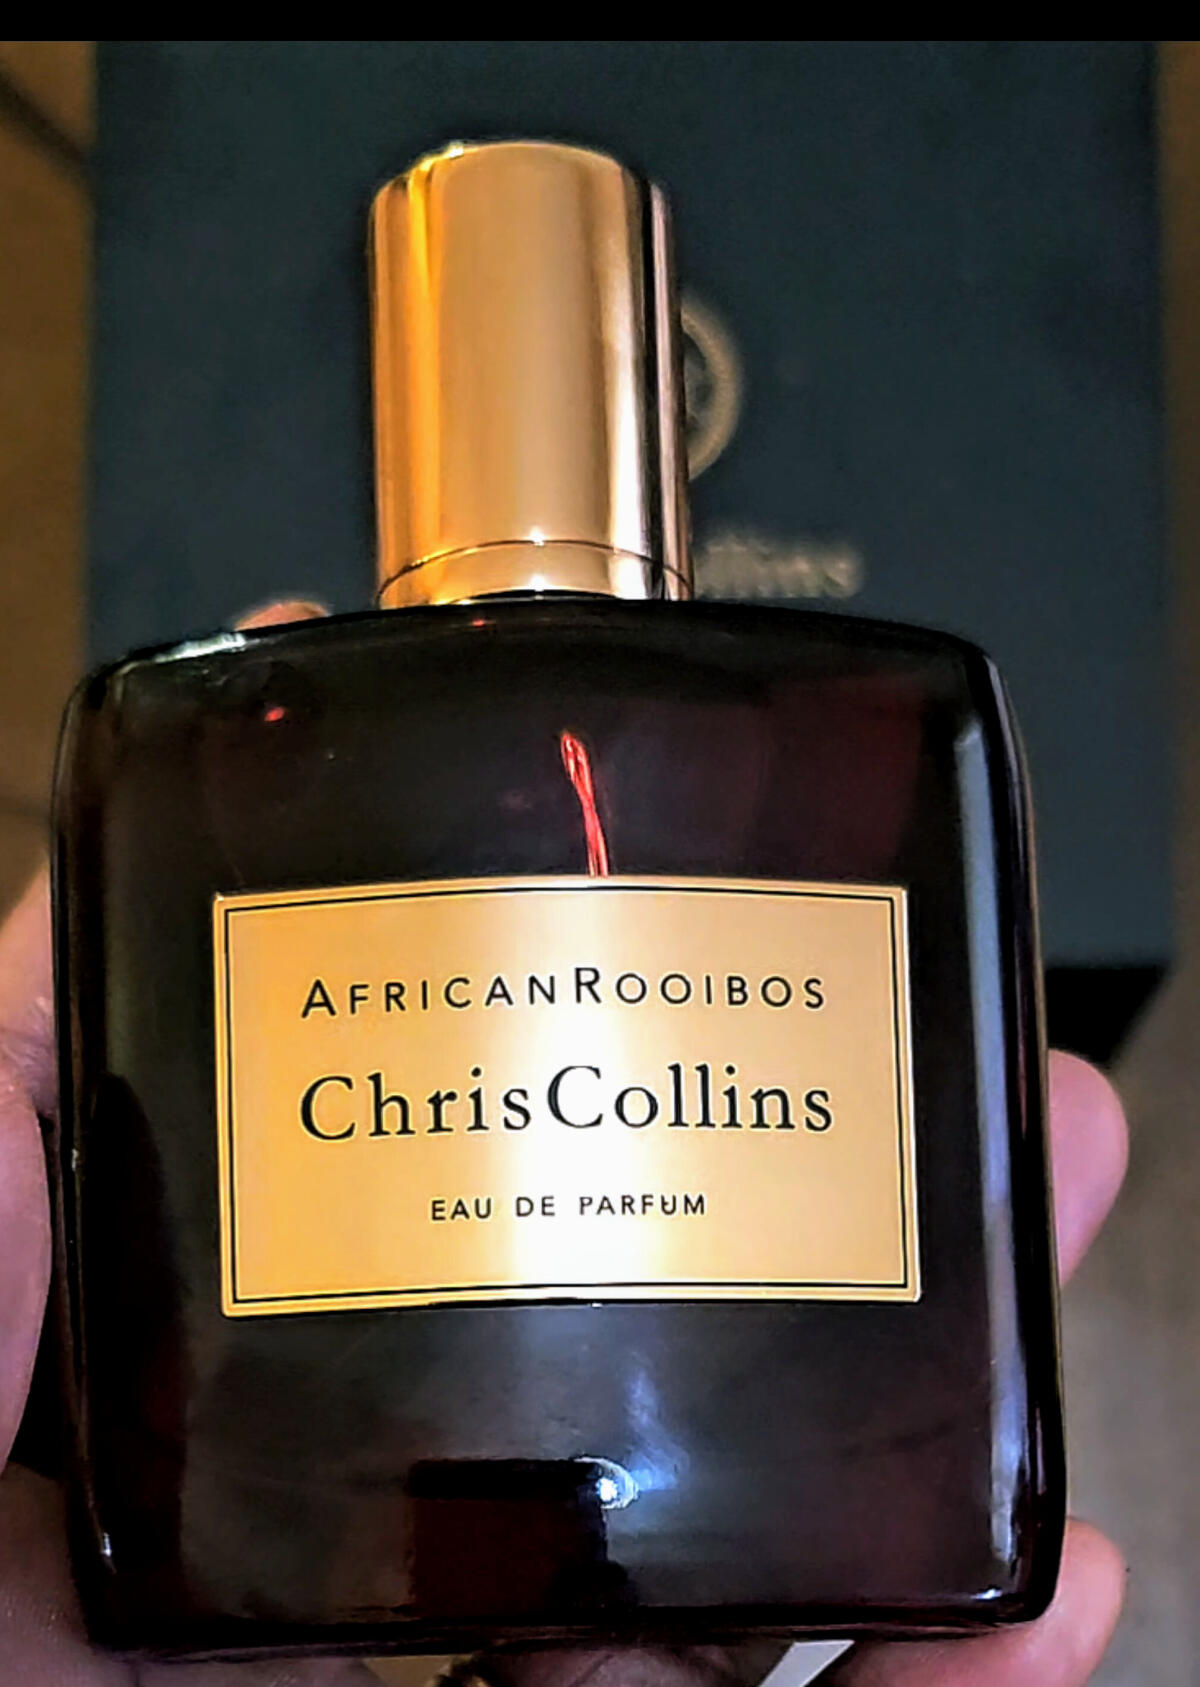 AFRICANROOIBOS
ChrisCollins
EAU DE PARFUM